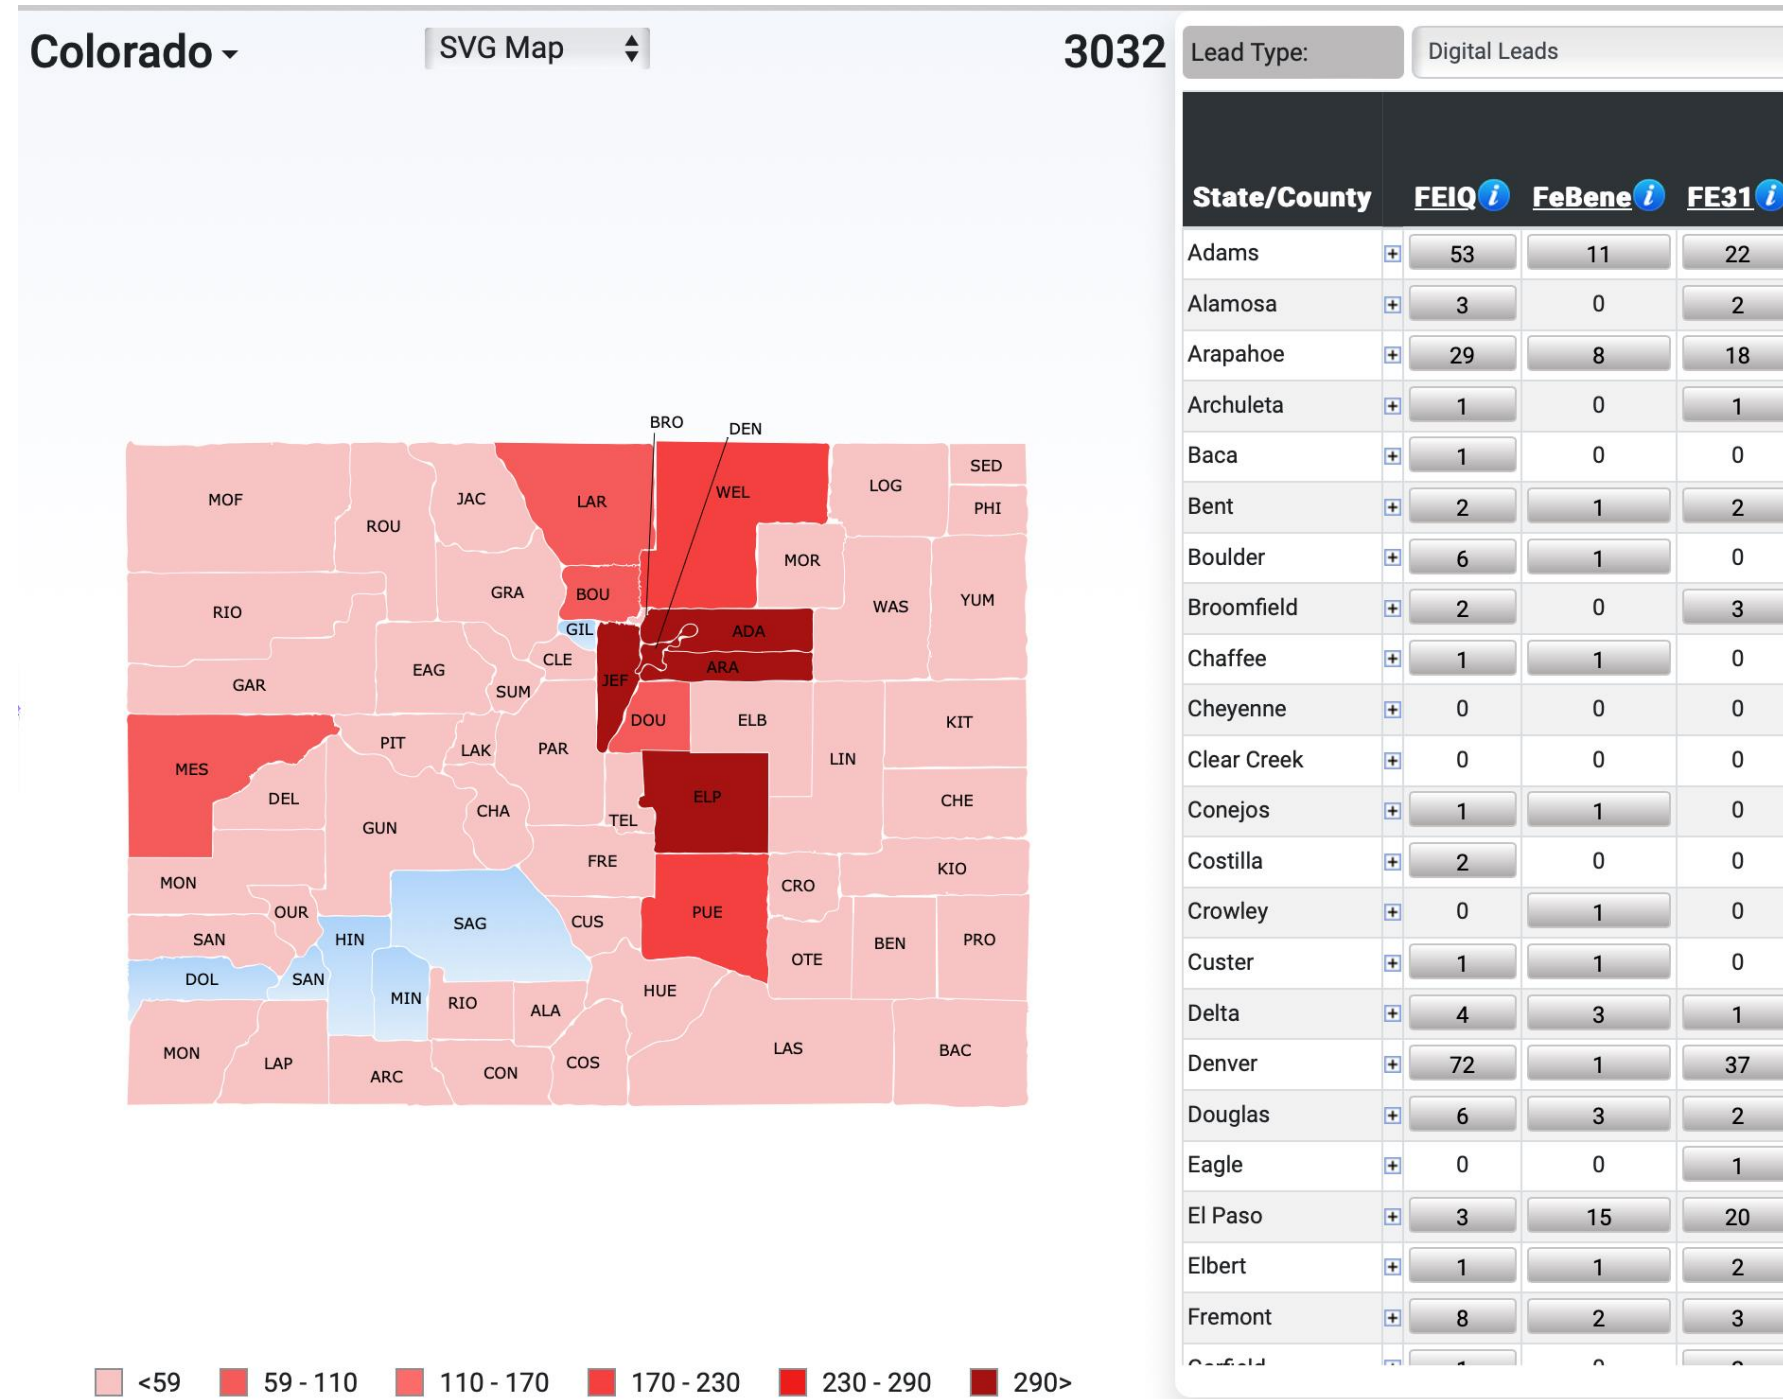 Colorado
SVG Map
3032
Lead Type:
Digital Leads
State/County FEIQ FeBene FE31
Adams 53 11 22
Alamosa 3 0 2
Arapahoe 29 8 18
Archuleta 1 0 1
Baca 1 0 0
Bent 2 1 2
Boulder 6 1 0
Broomfield 2 0 3
Chaffee 1 1 0
Cheyenne 0 0 0
Clear Creek 0 0 0
Conejos 1 1 0
Costilla 2 0 0
Crowley 0 1 0
Custer 1 1 0
Delta 4 3 1
Denver 72 1 37
Douglas 6 3 2
Eagle 0 0 1
El Paso 3 15 20
Elbert 1 1 2
Fremont 8 2 3
BRO
DEN
SED
MOF
JAC
LAR
WEL
LOG
PHI
ROU
MOR
GRA
BOU
WAS
YUM
RIO
GIL
ADA
CLE
ARA
EAG
JEF
GAR
SUM
DOU
ELB
KIT
PIT
LAK
PAR
LIN
MES
DEL
ELP
CHE
CHA
GUN
TEL
FRE
KIO
MON
CRO
OUR
PUE
SAG
CUS
SAN
HIN
BEN
PRO
OTE
DOL
SAN
MIN
RIO
ALA
HUE
MON
LAP
ARC
CON
COS
LAS
BAC
<59
59 - 110
110 - 170
170 - 230
230 - 290
290>